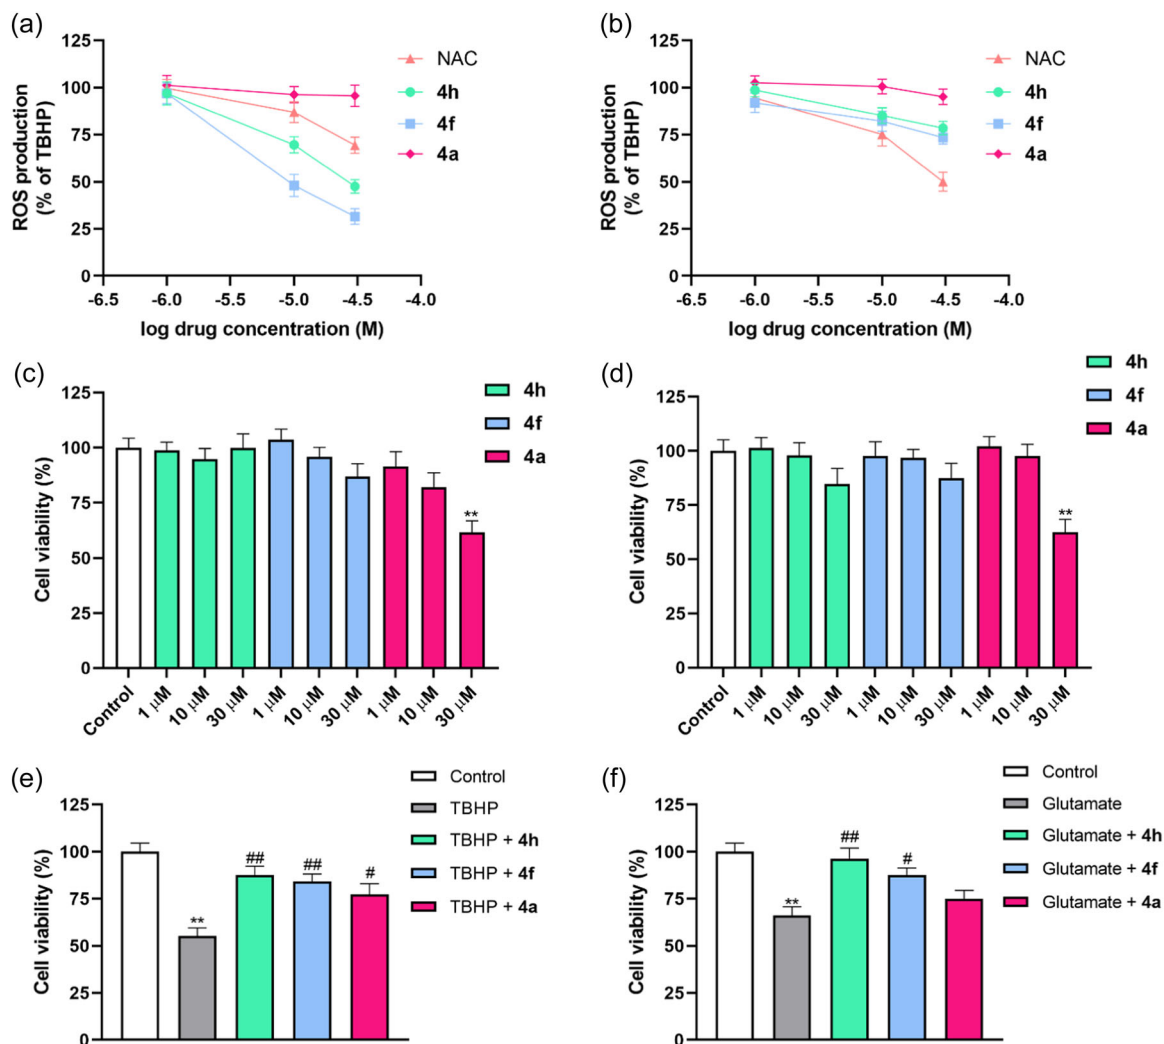 (a)
125
100
75
50
25
0
ROS production
(% of TBHP)
-6.5 -6.0 -5.5 -5.0 -4.5 -4.0
log drug concentration (M)
NAC
4h
4f
4a
(b)
125
100
75
50
25
0
ROS production
(% of TBHP)
-6.5 -6.0 -5.5 -5.0 -4.5 -4.0
log drug concentration (M)
NAC
4h
4f
4a
(c)
125
100
75
50
25
0
Cell viability (%)
**
Control 1 μM 10 μM 30 μM 1 μM 10 μM 30 μM 1 μM 10 μM 30 μM
4h
4f
4a
(d)
125
100
75
50
25
0
Cell viability (%)
**
Control 1 μM 10 μM 30 μM 1 μM 10 μM 30 μM 1 μM 10 μM 30 μM
4h
4f
4a
(e)
125
100
75
50
25
0
Cell viability (%)
** ## ## #
Control
TBHP
TBHP + 4h
TBHP + 4f
TBHP + 4a
(f)
125
100
75
50
25
0
Cell viability (%)
** ## #
Control
Glutamate
Glutamate + 4h
Glutamate + 4f
Glutamate + 4a